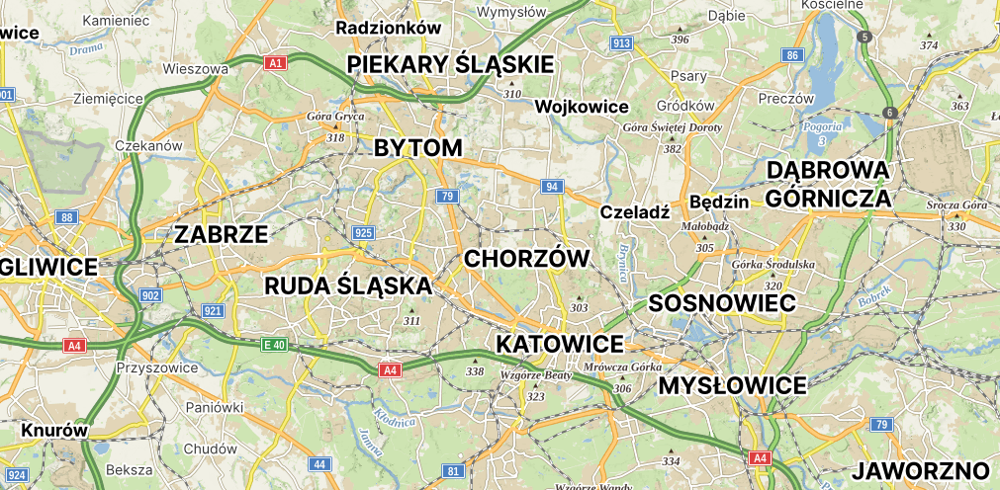 Kościelne
Kamieniec
Wymysłów
Dąbie
Radzionków
wice
Drama
A1
913
396
5
374
86
Wieszowa
PIEKARY ŚLĄSKIE
Psary
901
Ziemięcice
310
Wojkowice
Gródków
Preczów
363
Góra Gryca
318
6
Góra Świętej Doroty
382
Pogoria
3
Czekanów
BYTOM
DĄBROWA
GÓRNICZA
94
79
88
Czeladź
Będzin
Srocza Góra
330
ZABRZE
925
Małobądz
305
GLIWICE
CHORZÓW
Brynica
Górka Środulska
320
RUDA ŚLĄSKA
902
921
311
303
SOSNOWIEC
Bobrek
A4
E 40
KATOWICE
Przyszowice
A4
338
Wzgórze Beaty
323
Mrówcza Górka
306
MYSŁOWICE
Paniówki
Kłodnica
Knurów
Jamna
79
Chudów
Beksza
44
81
334
A4
JAWORZNO
924
Wzgórze Wandy